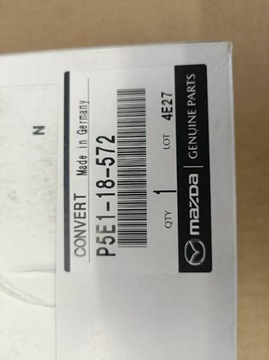 CONVERT Made in Germany
P5E1-18-572
QTY 1 LOT 4E27
mazda GENUINE PARTS
N